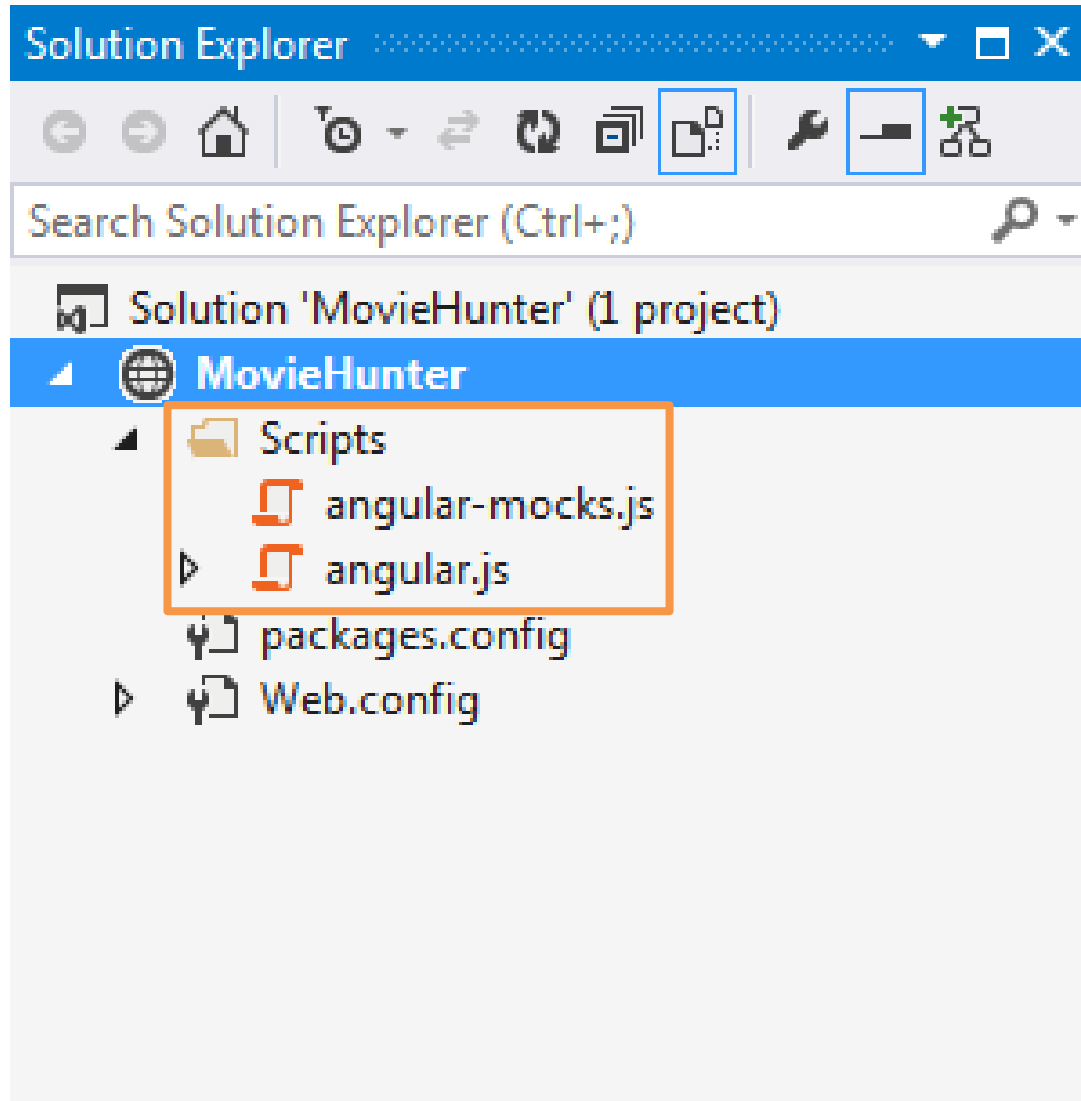 Solution Explorer
Search Solution Explorer (Ctrl+;)
Solution 'MovieHunter' (1 project)
MovieHunter
Scripts
angular-mocks.js
angular.js
packages.config
Web.config